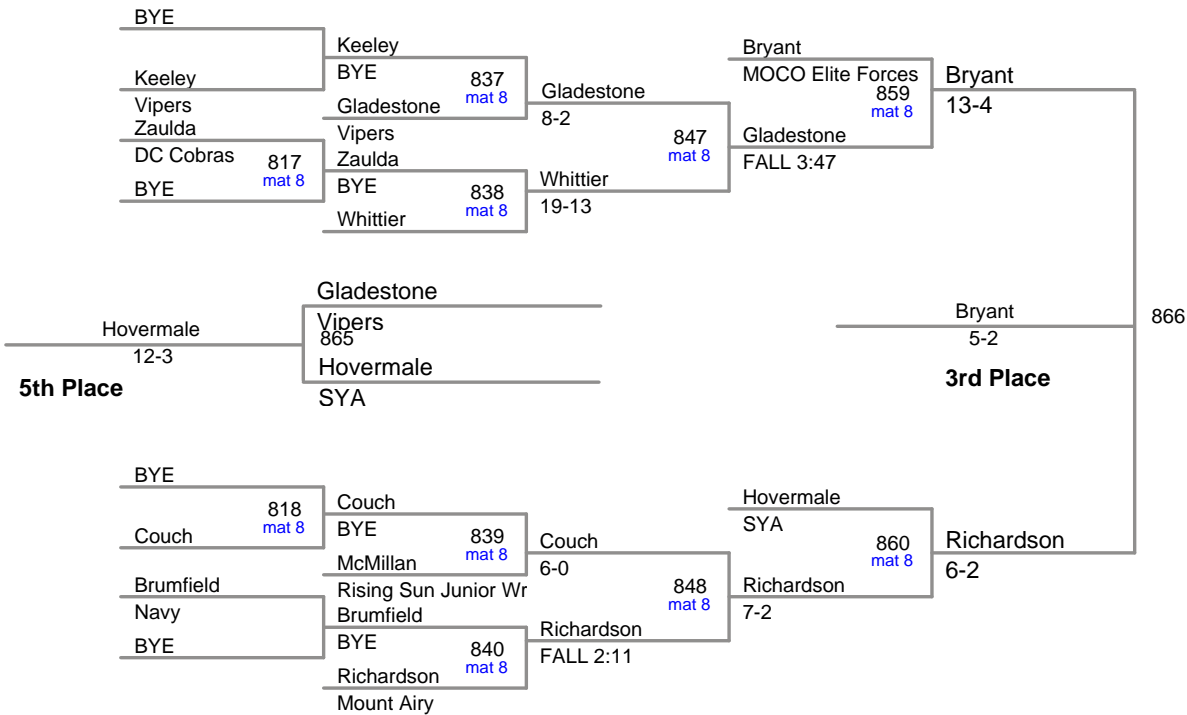 BYE
Keeley
Bryant
BYE
837
mat 8
Keeley
Vipers
MOCO Elite Forces
859
mat 8
Bryant
13-4
Gladestone
Vipers
Gladestone
8-2
Zaulda
DC Cobras
817
mat 8
BYE
847
mat 8
Gladestone
FALL 3:47
Zaulda
BYE
838
mat 8
Whittier
Whittier
19-13
Gladestone
Vipers
865
Hovermale
12-3
5th Place
Hovermale
SYA
Bryant
5-2
3rd Place
866
BYE
818
mat 8
Couch
Couch
BYE
839
mat 8
McMillan
Rising Sun Junior Wr
Couch
6-0
Hovermale
SYA
860
mat 8
Richardson
6-2
Brumfield
Navy
BYE
848
mat 8
Richardson
7-2
Brumfield
BYE
840
mat 8
Richardson
Mount Airy
Richardson
FALL 2:11